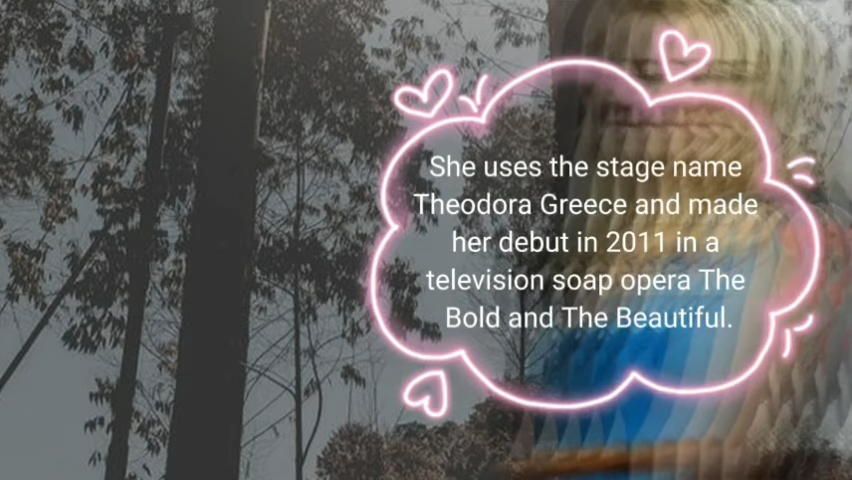 She uses the stage name
Theodora Greece and made
her debut in 2011 in a
television soap opera The
Bold and The Beautiful.